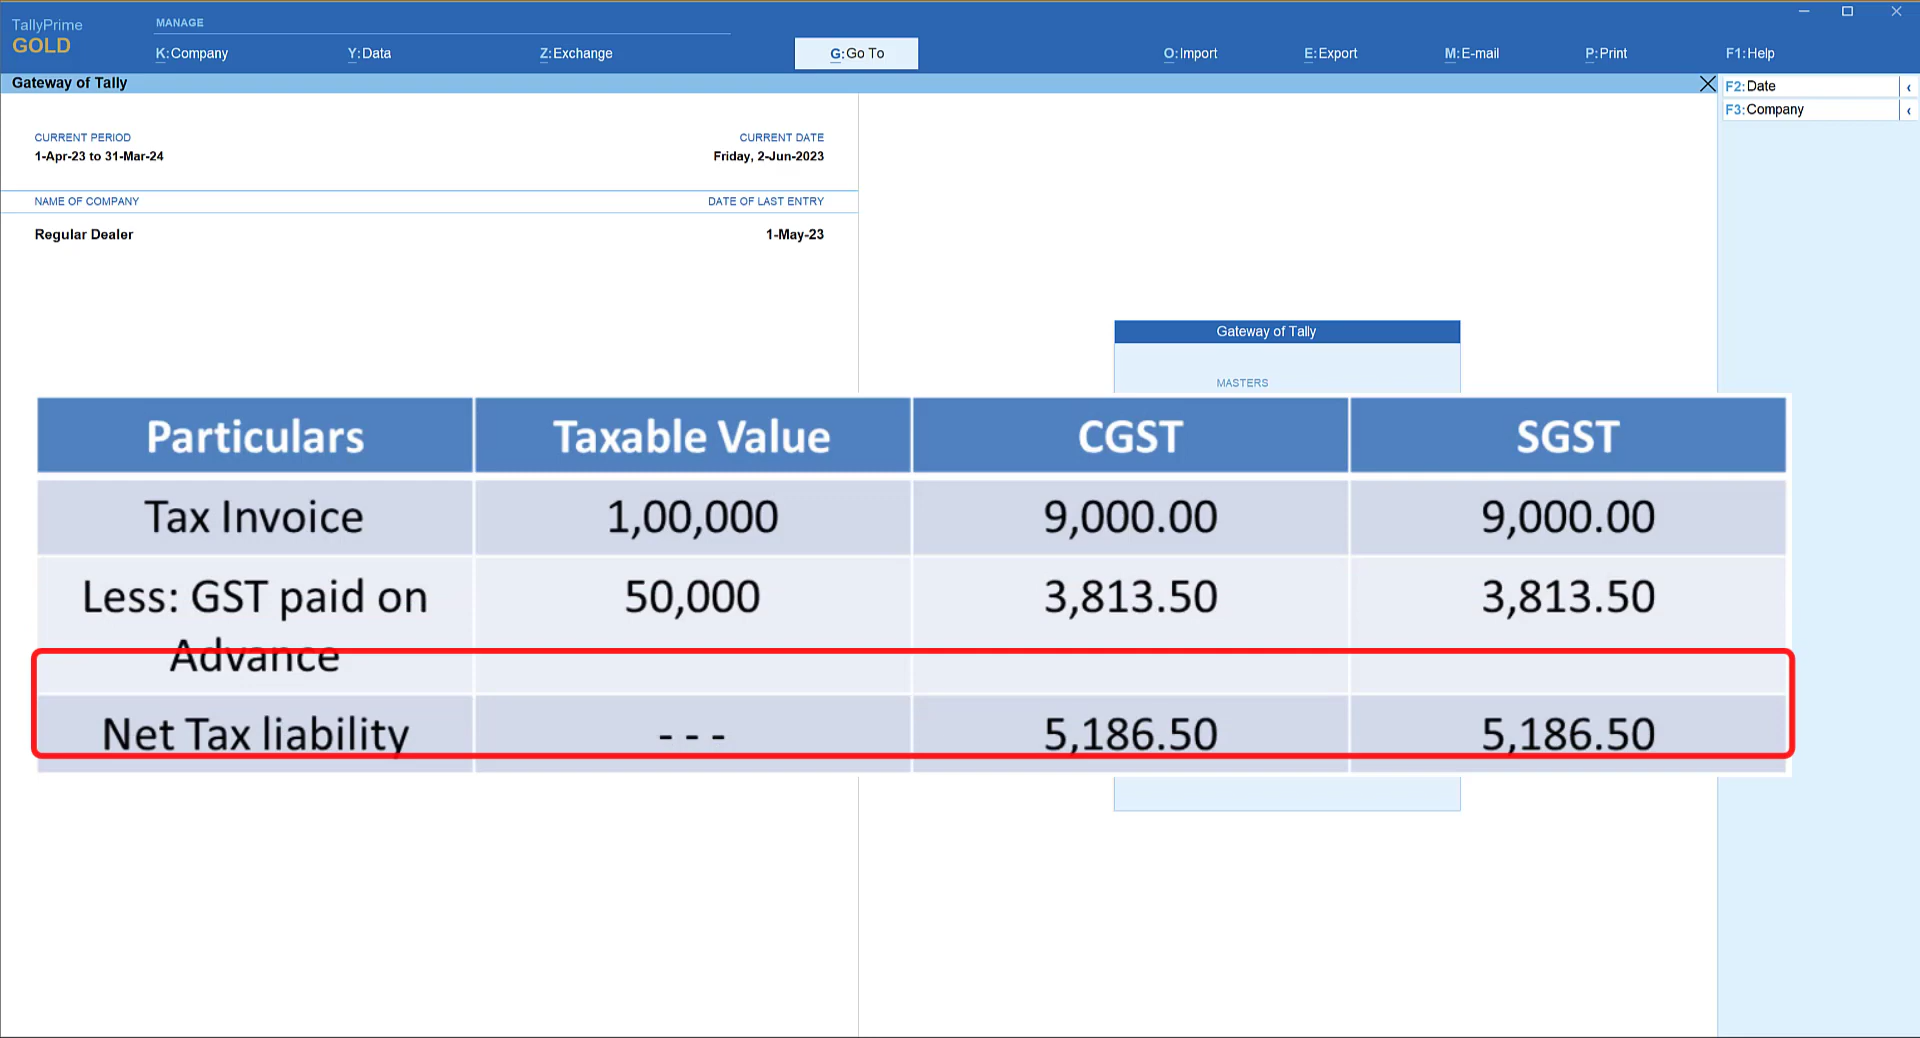 TallyPrime
GOLD
MANAGE
K:Company
Y:Data
Z:Exchange
G:Go To
O:Import
E:Export
M:E-mail
P:Print
F1:Help
Gateway of Tally
F2:Date
F3:Company
CURRENT PERIOD
CURRENT DATE
1-Apr-23 to 31-Mar-24
Friday, 2-Jun-2023
NAME OF COMPANY
DATE OF LAST ENTRY
Regular Dealer
1-May-23
Gateway of Tally
MASTERS
Particulars
Taxable Value
CGST
SGST
Tax Invoice
1,00,000
9,000.00
9,000.00
Less: GST paid on
Advance
50,000
3,813.50
3,813.50
Net Tax liability
- - -
5,186.50
5,186.50